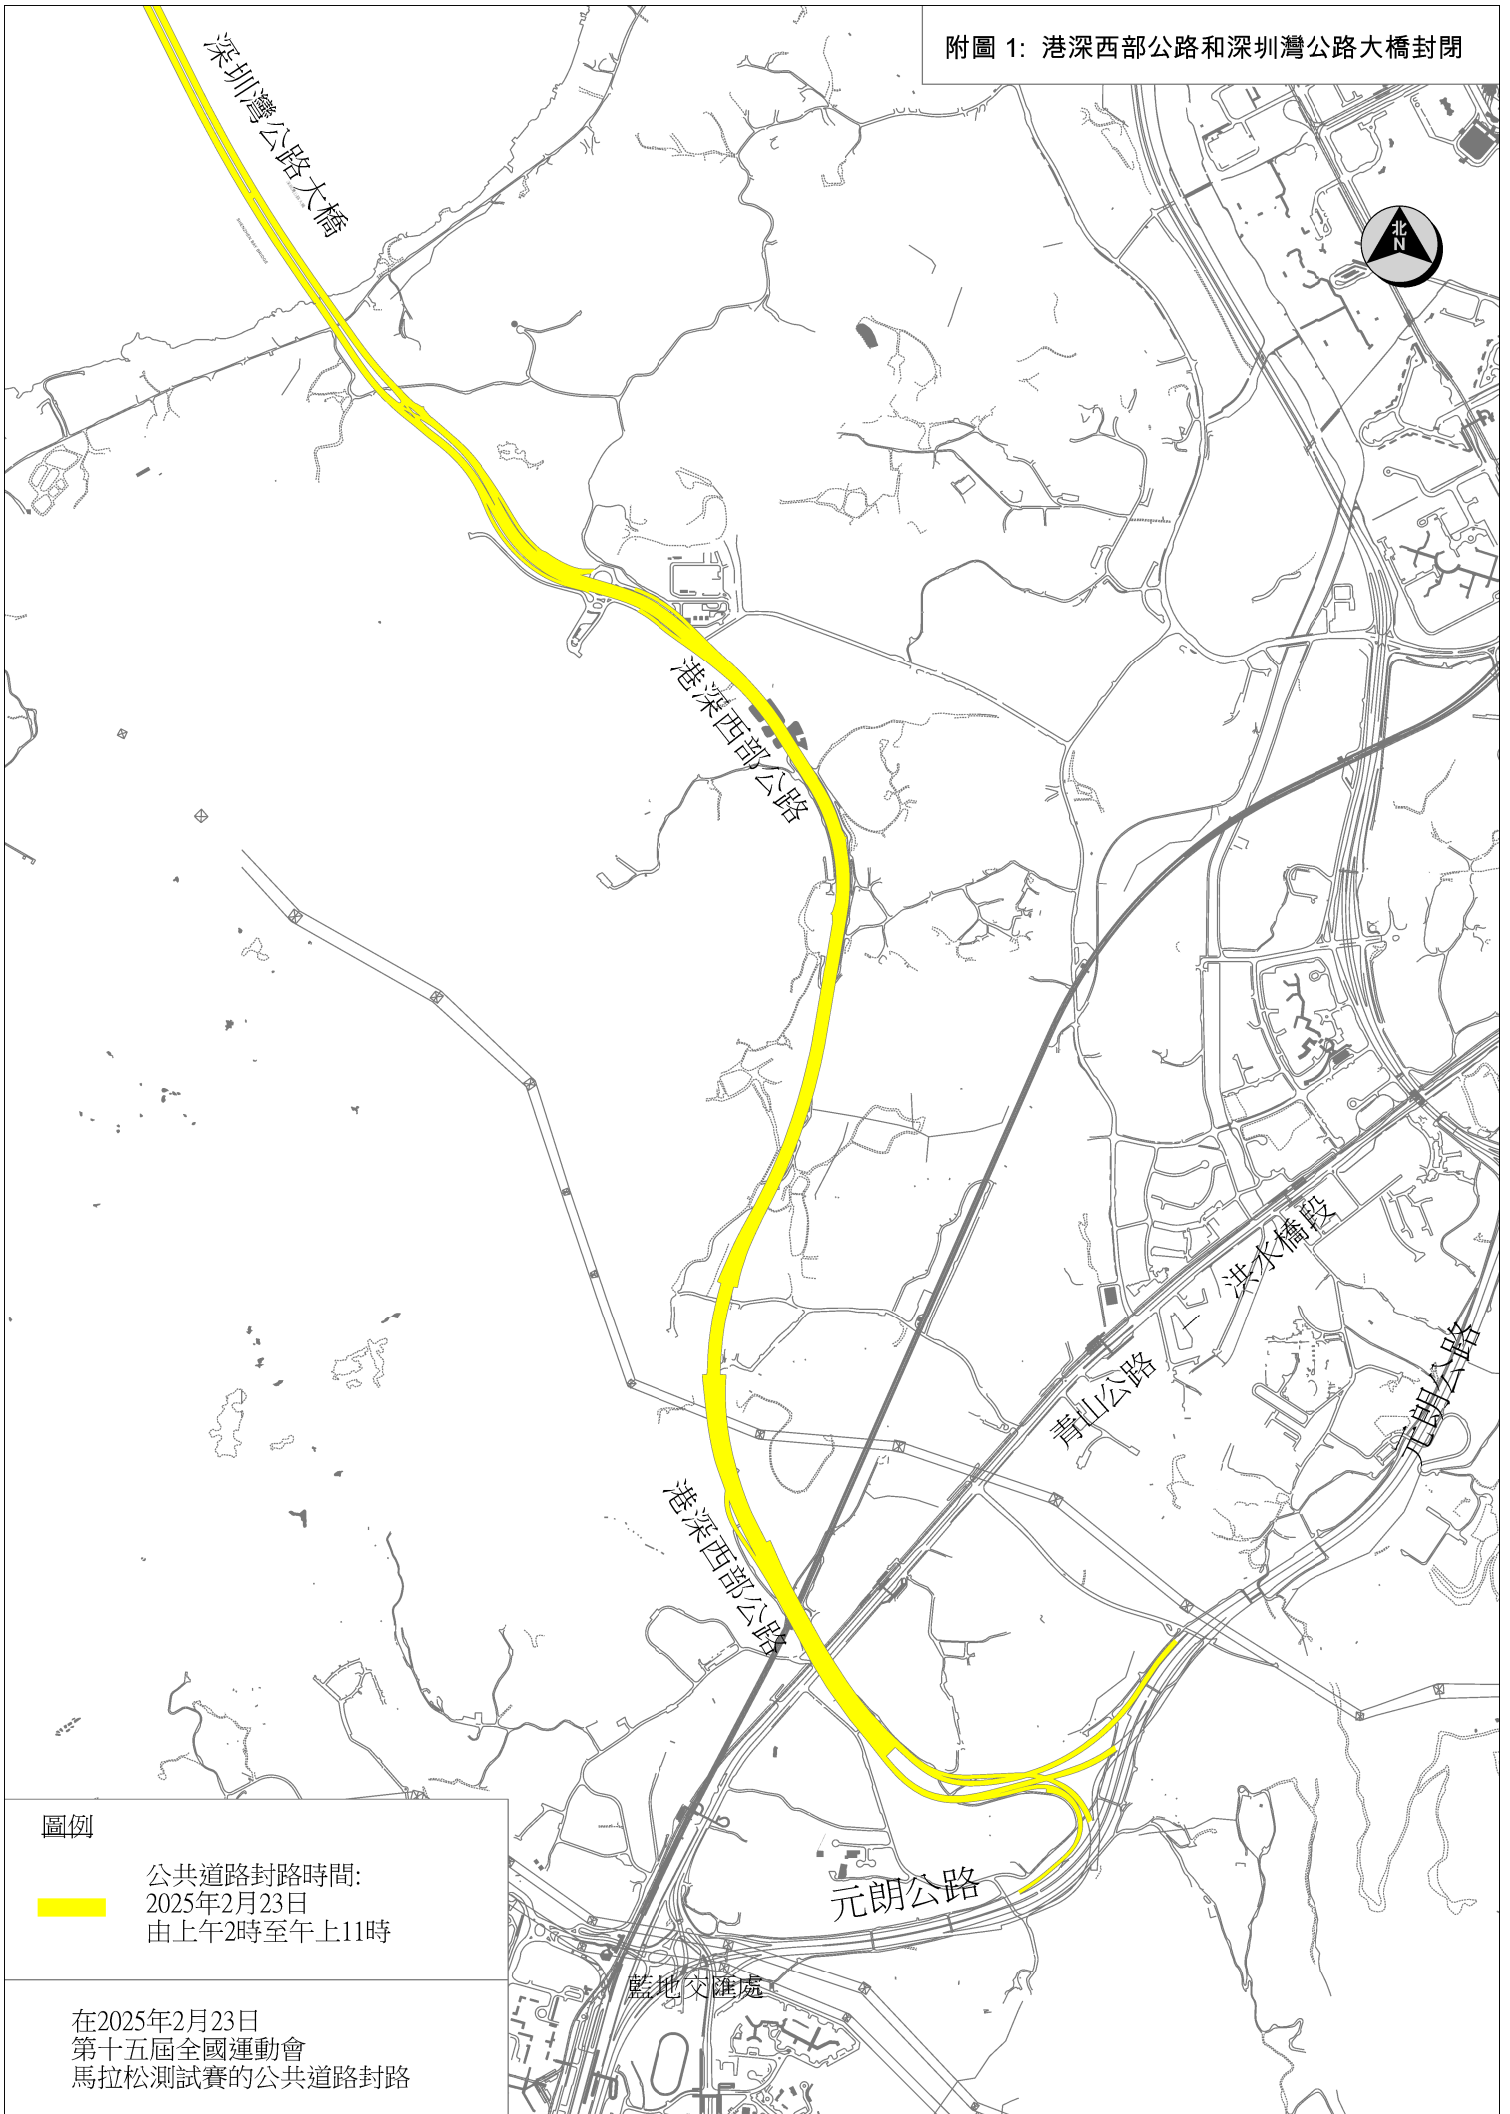 附圖 1: 港深西部公路和深圳灣公路大橋封閉
深圳灣公路大橋
SHENZHEN BAY BRIDGE
北
N
港深西部公路
洪水橋段
青山公路
元朗公路
港深西部公路
元朗公路
藍地交匯處
圖例
公共道路封路時間:
2025年2月23日
由上午2時至午上11時
在2025年2月23日
第十五屆全國運動會
馬拉松測試賽的公共道路封路